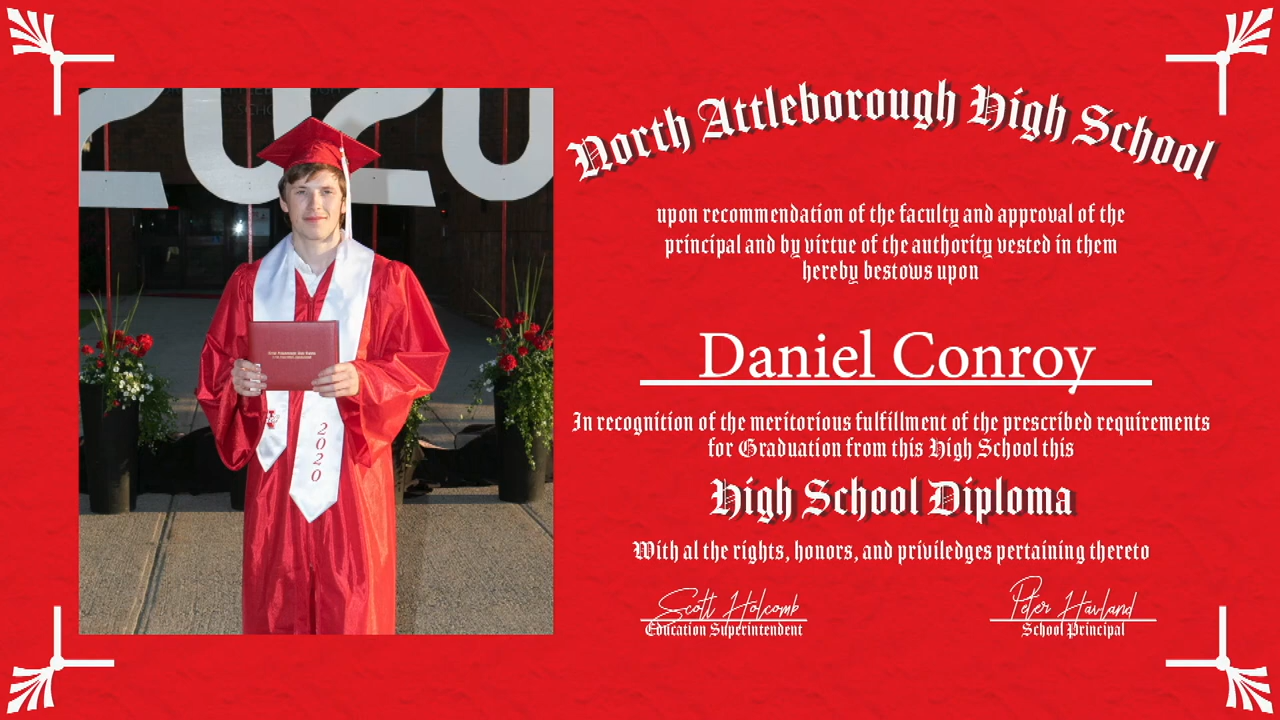 2020
North Attleborough High School
upon recommendation of the faculty and approval of the
principal and by virtue of the authority vested in them
hereby bestows upon
Daniel Conroy
In recognition of the meritorious fulfillment of the prescribed requirements
for Graduation from this High School this
High School Diploma
With al the rights, honors, and priviledges pertaining thereto
Scott Holcomb
Education Superintendent
Peter Havland
School Principal
2020